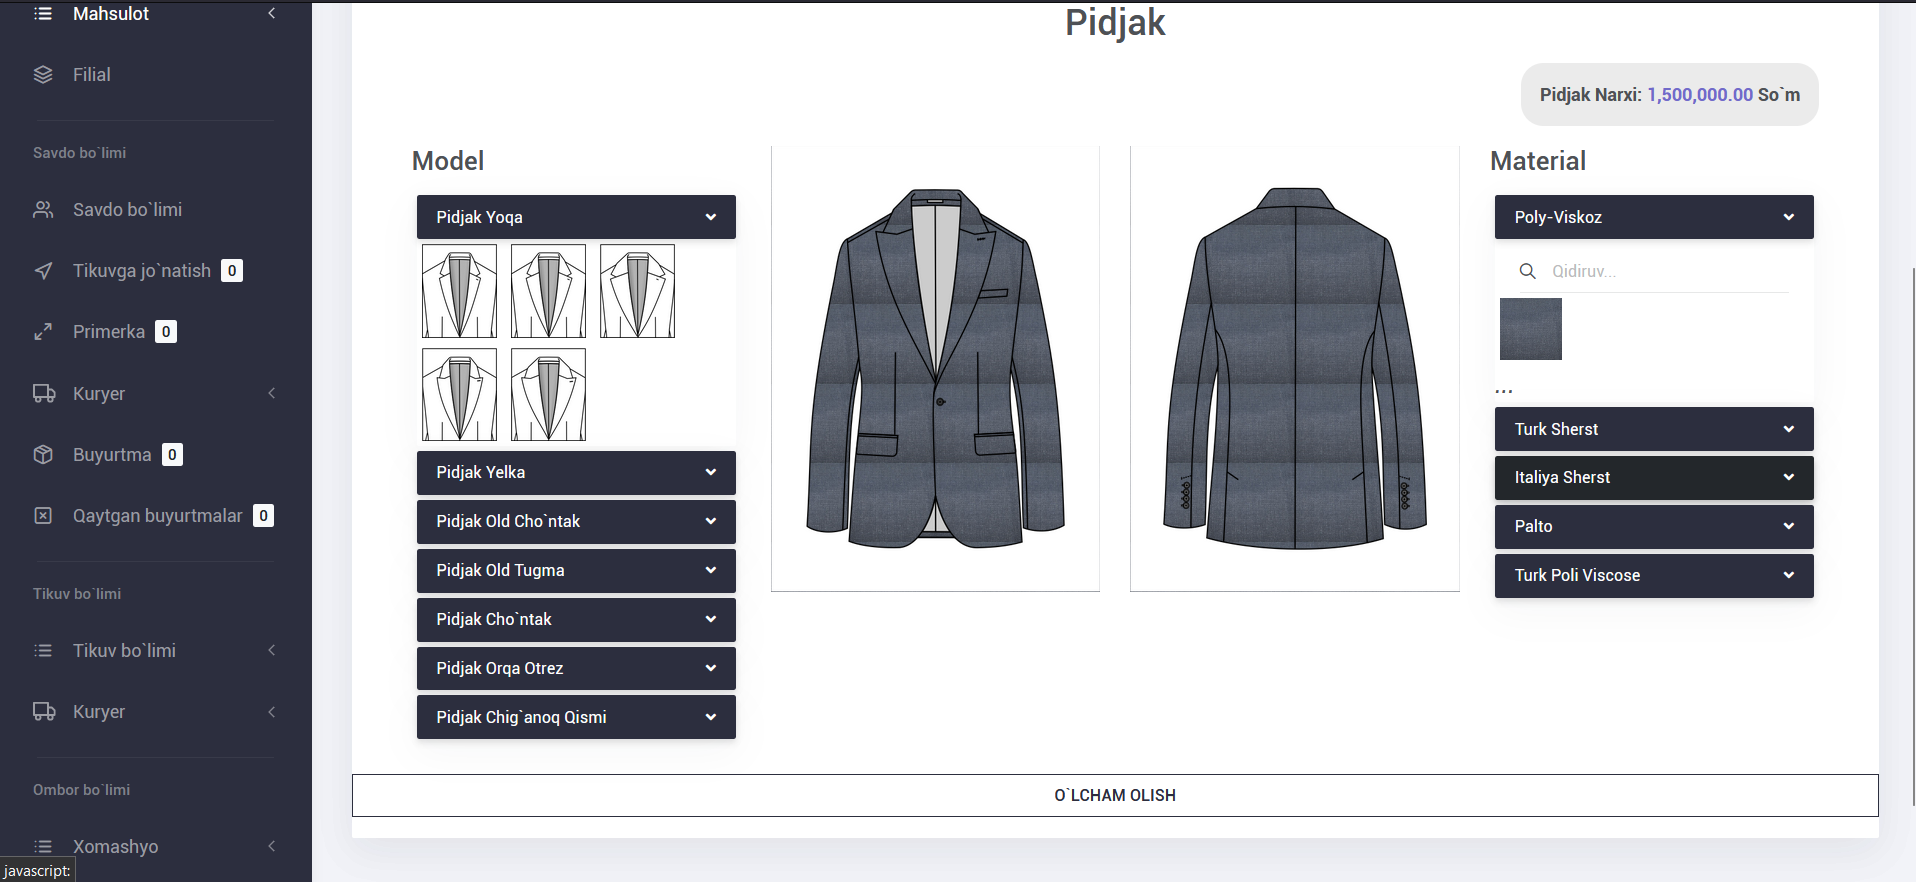 Mahsulot
Filial
Savdo bo`limi
Savdo bo`limi
Tikuvga jo`natish 0
Primerka 0
Kuryer
Buyurtma 0
Qaytgan buyurtmalar 0
Tikuv bo`limi
Tikuv bo`limi
Kuryer
Ombor bo`limi
Xomashyo
javascript:
Pidjak
Pidjak Narxi: 1,500,000.00 So`m
Model
Pidjak Yoqa
Pidjak Yelka
Pidjak Old Cho`ntak
Pidjak Old Tugma
Pidjak Cho`ntak
Pidjak Orqa Otrez
Pidjak Chig`anoq Qismi
Material
Poly-Viskoz
Qidiruv...
...
Turk Sherst
Italiya Sherst
Palto
Turk Poli Viscose
O`LCHAM OLISH